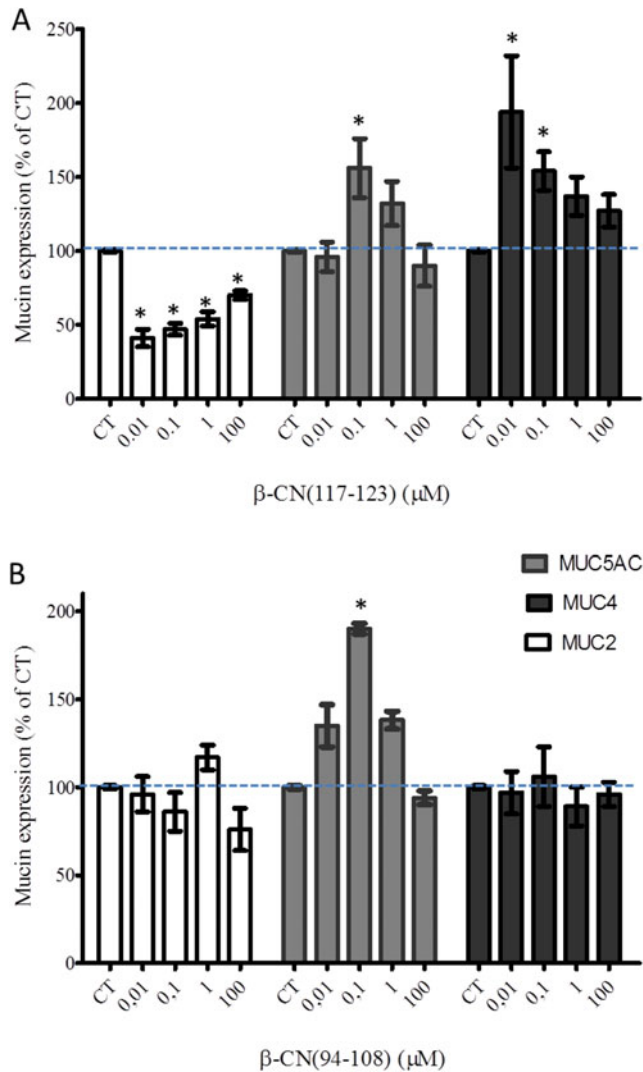 A
250
200
150
100
50
0
Mucin expression (% of CT)
* * * *
*
* *
CT 0.01 0.1 1 100 CT 0.01 0.1 1 100 CT 0.01 0.1 1 100
β-CN(117-123) (μM)
B
MUC5AC
MUC4
MUC2
200
150
100
50
0
Mucin expression (% of CT)
*
CT 0,01 0,1 1 100 CT 0,01 0,1 1 100 CT 0,01 0,1 1 100
β-CN(94-108) (μM)